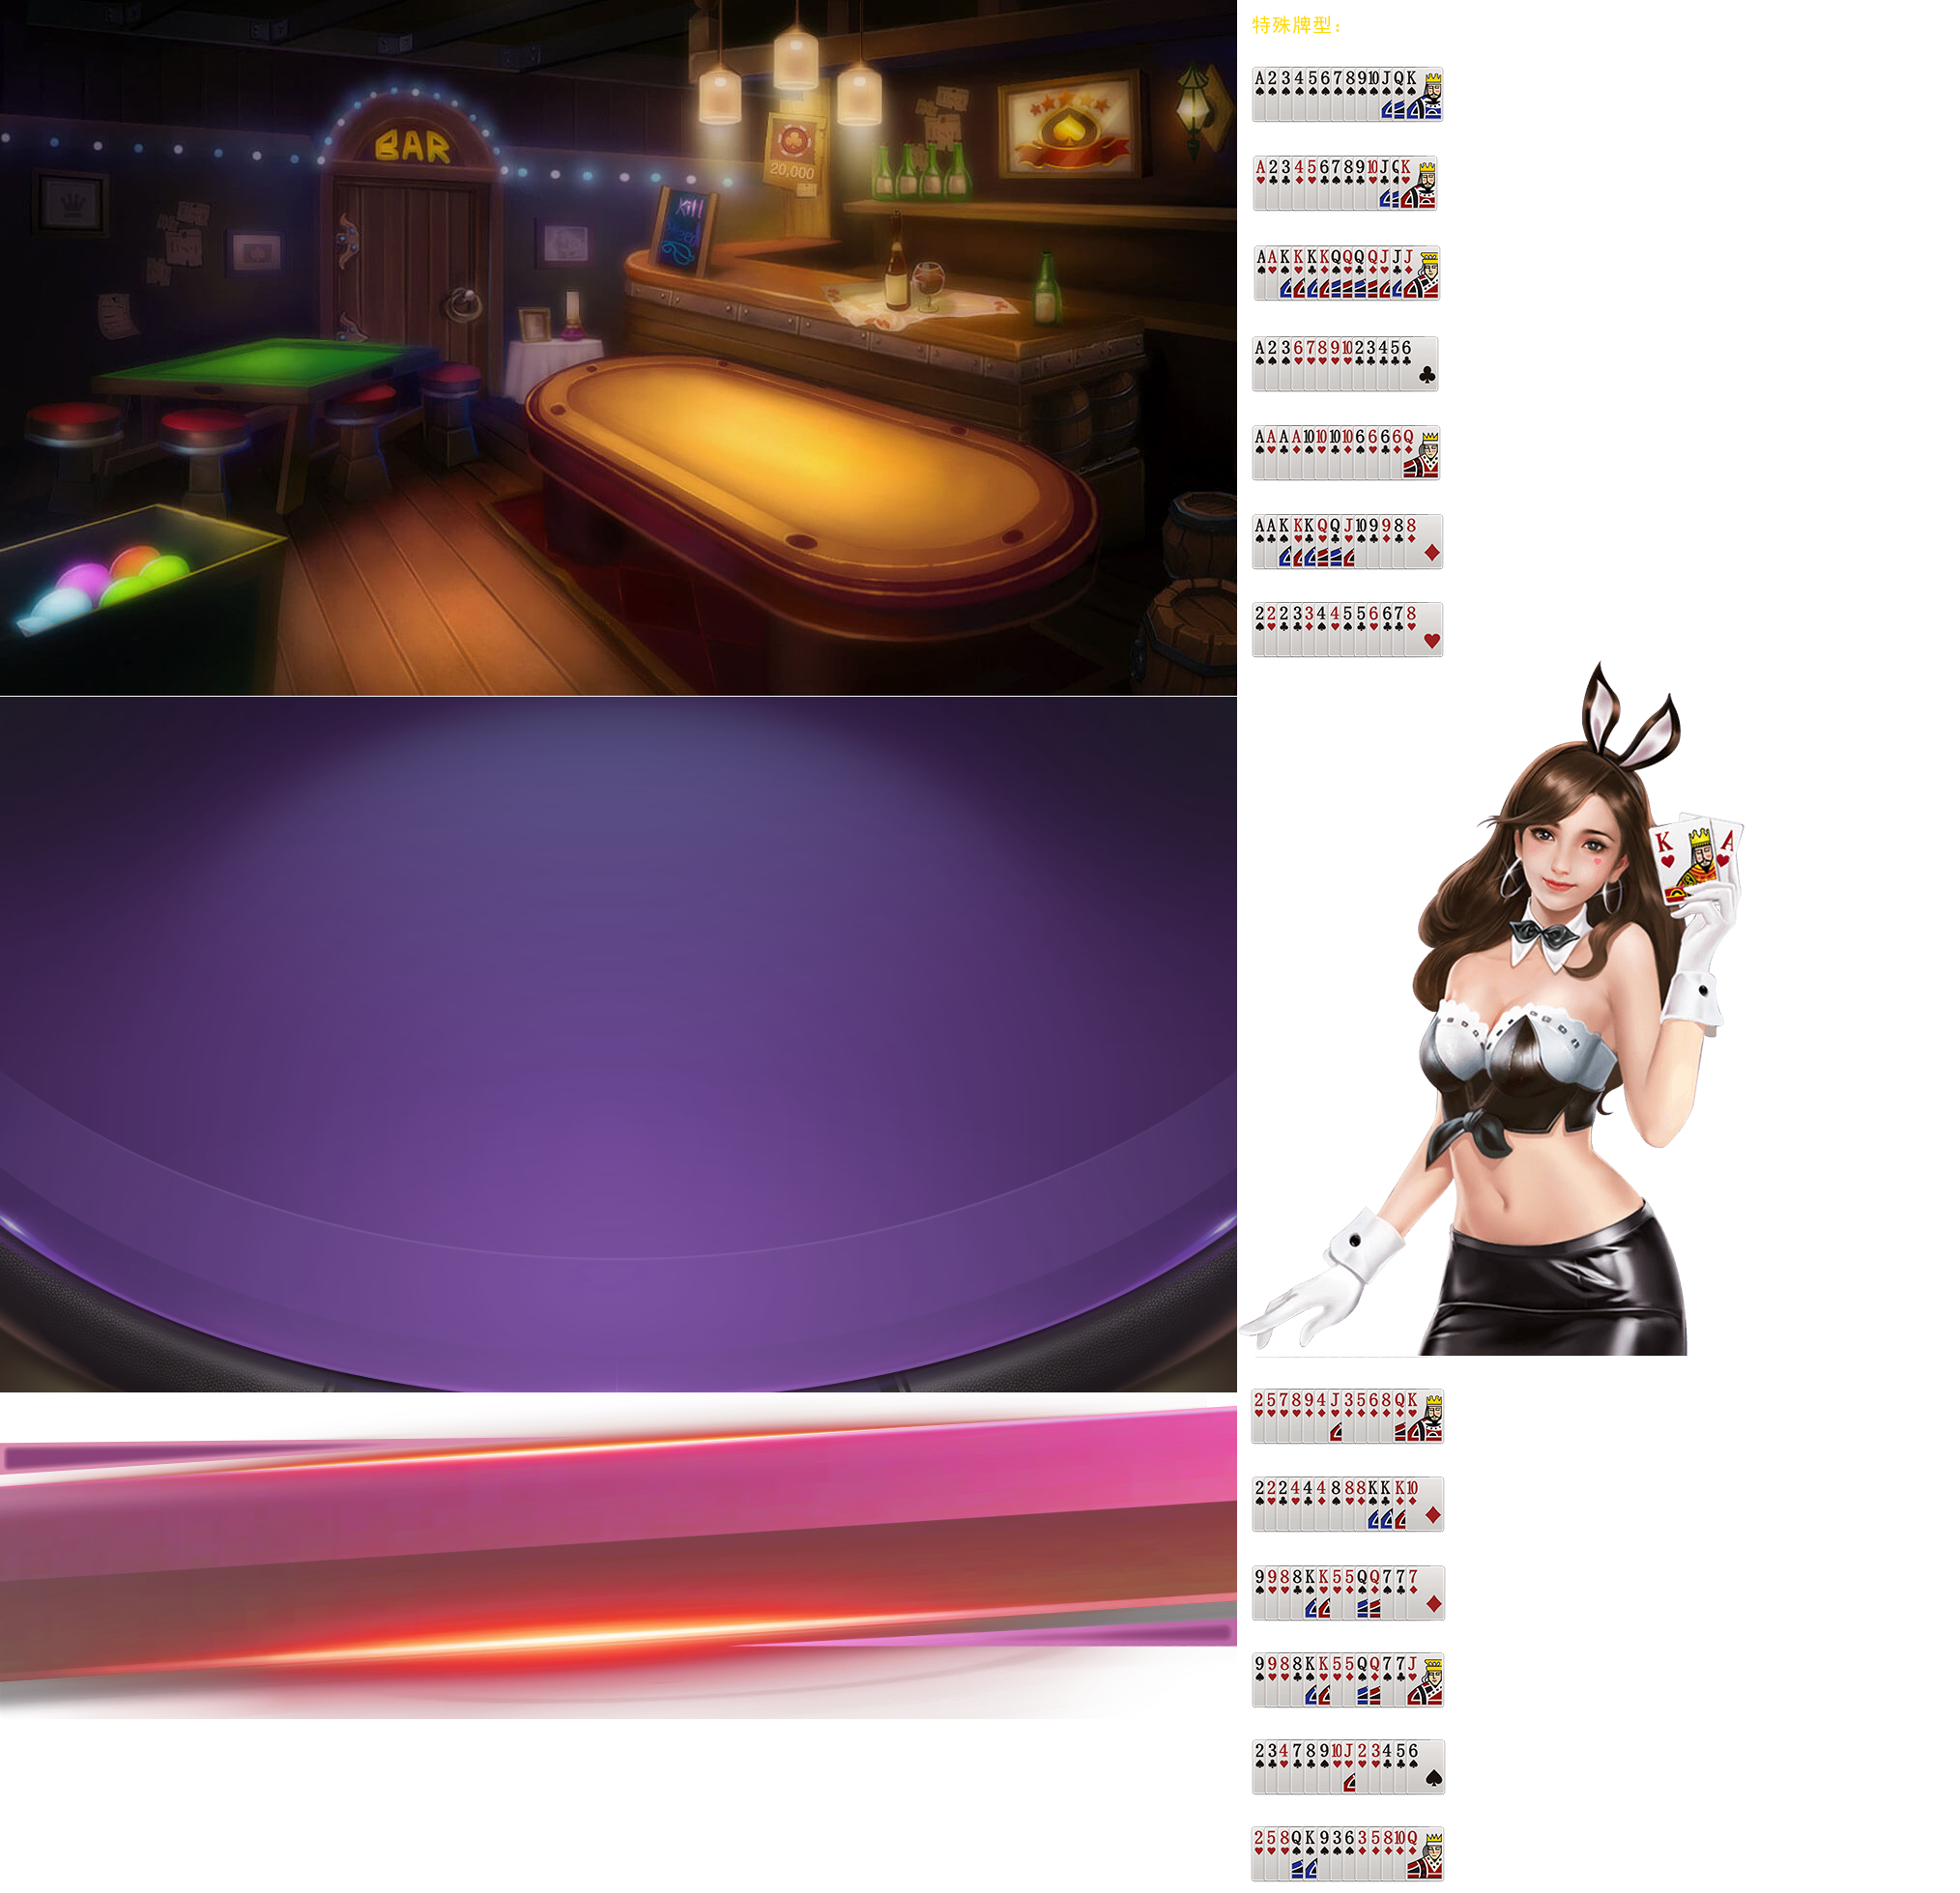 BAR
20,000
Kill
特殊牌型：
A 2 3 4 5 6 7 8 9 10 J Q K
A 2 3 4 5 6 7 8 9 10 J Q K
A A K K K K Q Q Q Q J J J
A 2 3 6 7 8 9 10 2 3 4 5 6
A A A A 10 10 10 10 6 6 6 6 Q
A A K K K Q Q J 10 9 9 8 8
2 2 2 3 3 4 4 5 5 6 6 7 8
K A
2 5 7 8 9 4 J 3 5 6 8 Q K
2 2 2 4 4 4 8 8 8 K K K 10
9 9 8 8 K K 5 5 Q Q 7 7 7
9 9 8 8 K K 5 5 Q Q 7 7 J
2 3 4 7 8 9 10 J 2 3 4 5 6
2 5 8 Q K 9 3 6 3 5 8 10 Q